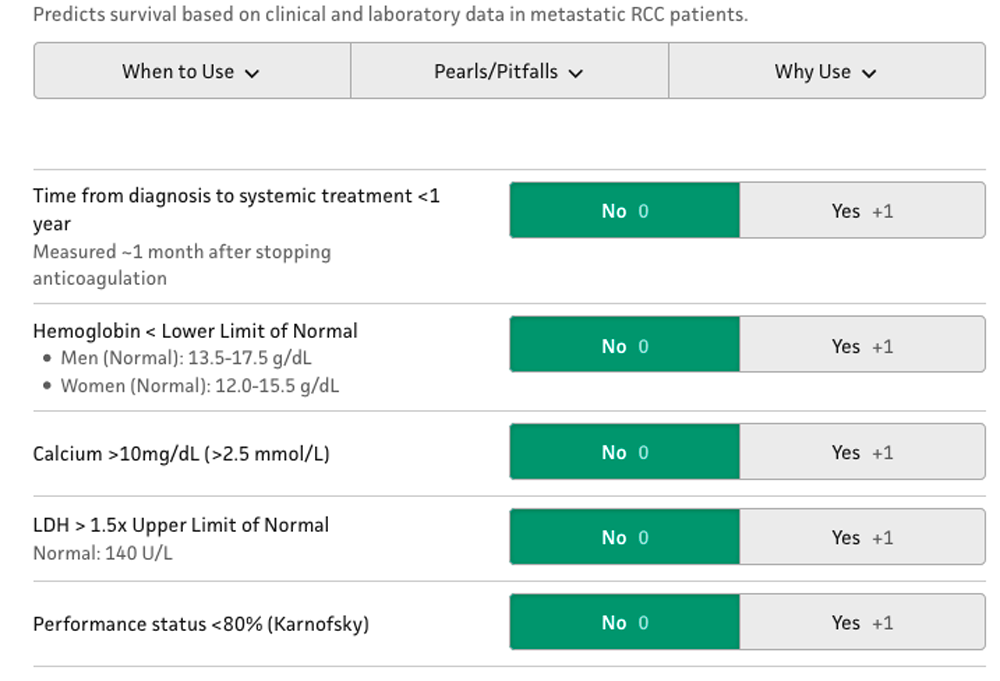 Predicts survival based on clinical and laboratory data in metastatic RCC patients.
When to Use Pearls/Pitfalls Why Use
Time from diagnosis to systemic treatment <1
year
Measured ~1 month after stopping
anticoagulation
No 0 Yes +1
Hemoglobin < Lower Limit of Normal
• Men (Normal): 13.5-17.5 g/dL
• Women (Normal): 12.0-15.5 g/dL
No 0 Yes +1
Calcium >10mg/dL (>2.5 mmol/L)
No 0 Yes +1
LDH > 1.5x Upper Limit of Normal
Normal: 140 U/L
No 0 Yes +1
Performance status <80% (Karnofsky)
No 0 Yes +1